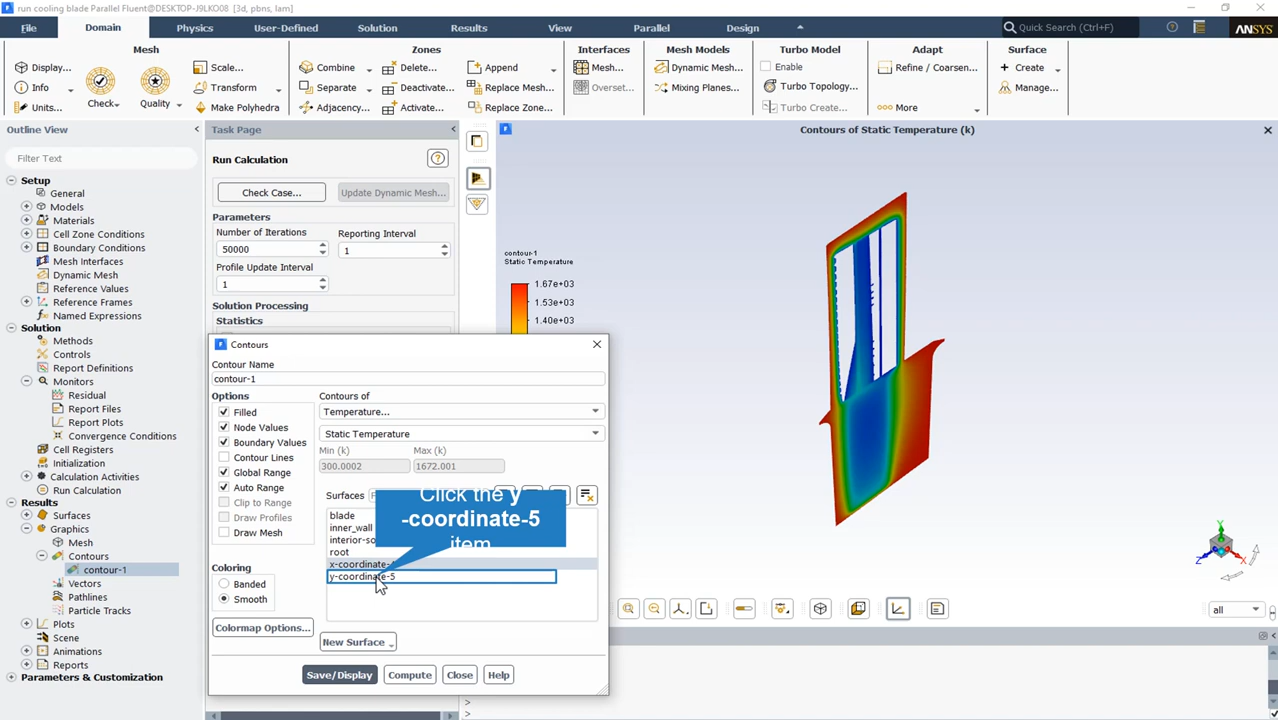 run cooling blade Parallel Fluent@DESKTOP-J9LKO08 [3d, pbns, lam]
File Domain Physics User-Defined Solution Results View Parallel Design Quick Search (Ctrl+F) ANSYS
Mesh Zones Interfaces Mesh Models Turbo Model Adapt Surface
Display... Scale... Combine Delete... Append Mesh... Dynamic Mesh... Enable Refine / Coarsen... Create
Info Transform Separate Deactivate... Replace Mesh... Overset... Mixing Planes... Turbo Topology... Manage...
Units... Check Quality Make Polyhedra Adjacency... Activate... Replace Zone... Turbo Create... More
Outline View
Filter Text
Setup
General
Models
Materials
Cell Zone Conditions
Boundary Conditions
Mesh Interfaces
Dynamic Mesh
Reference Values
Reference Frames
Named Expressions
Solution
Methods
Controls
Report Definitions
Monitors
Residual
Report Files
Report Plots
Convergence Conditions
Cell Registers
Initialization
Calculation Activities
Run Calculation
Results
Surfaces
Graphics
Mesh
Contours
contour-1
Vectors
Pathlines
Particle Tracks
Plots
Scene
Animations
Reports
Parameters & Customization
Task Page
Run Calculation
Check Case... Update Dynamic Mesh...
Parameters
Number of Iterations Reporting Interval
50000 1
Profile Update Interval
1
Solution Processing
Statistics
Contours
Contour Name
contour-1
Options
Filled
Node Values
Boundary Values
Contour Lines
Global Range
Auto Range
Clip to Range
Draw Profiles
Draw Mesh
Coloring
Banded
Smooth
Colormap Options...
Contours of
Temperature...
Static Temperature
Min (k) Max (k)
300.0002 1672.001
Surfaces
blade
inner_wall
root
y-coordinate-5
New Surface
Save/Display Compute Close Help
Click the y
-coordinate-5
item
Contours of Static Temperature (k)
contour-1
Static Temperature
1.67e+03
1.53e+03
1.40e+03
Z
X
all
>
>